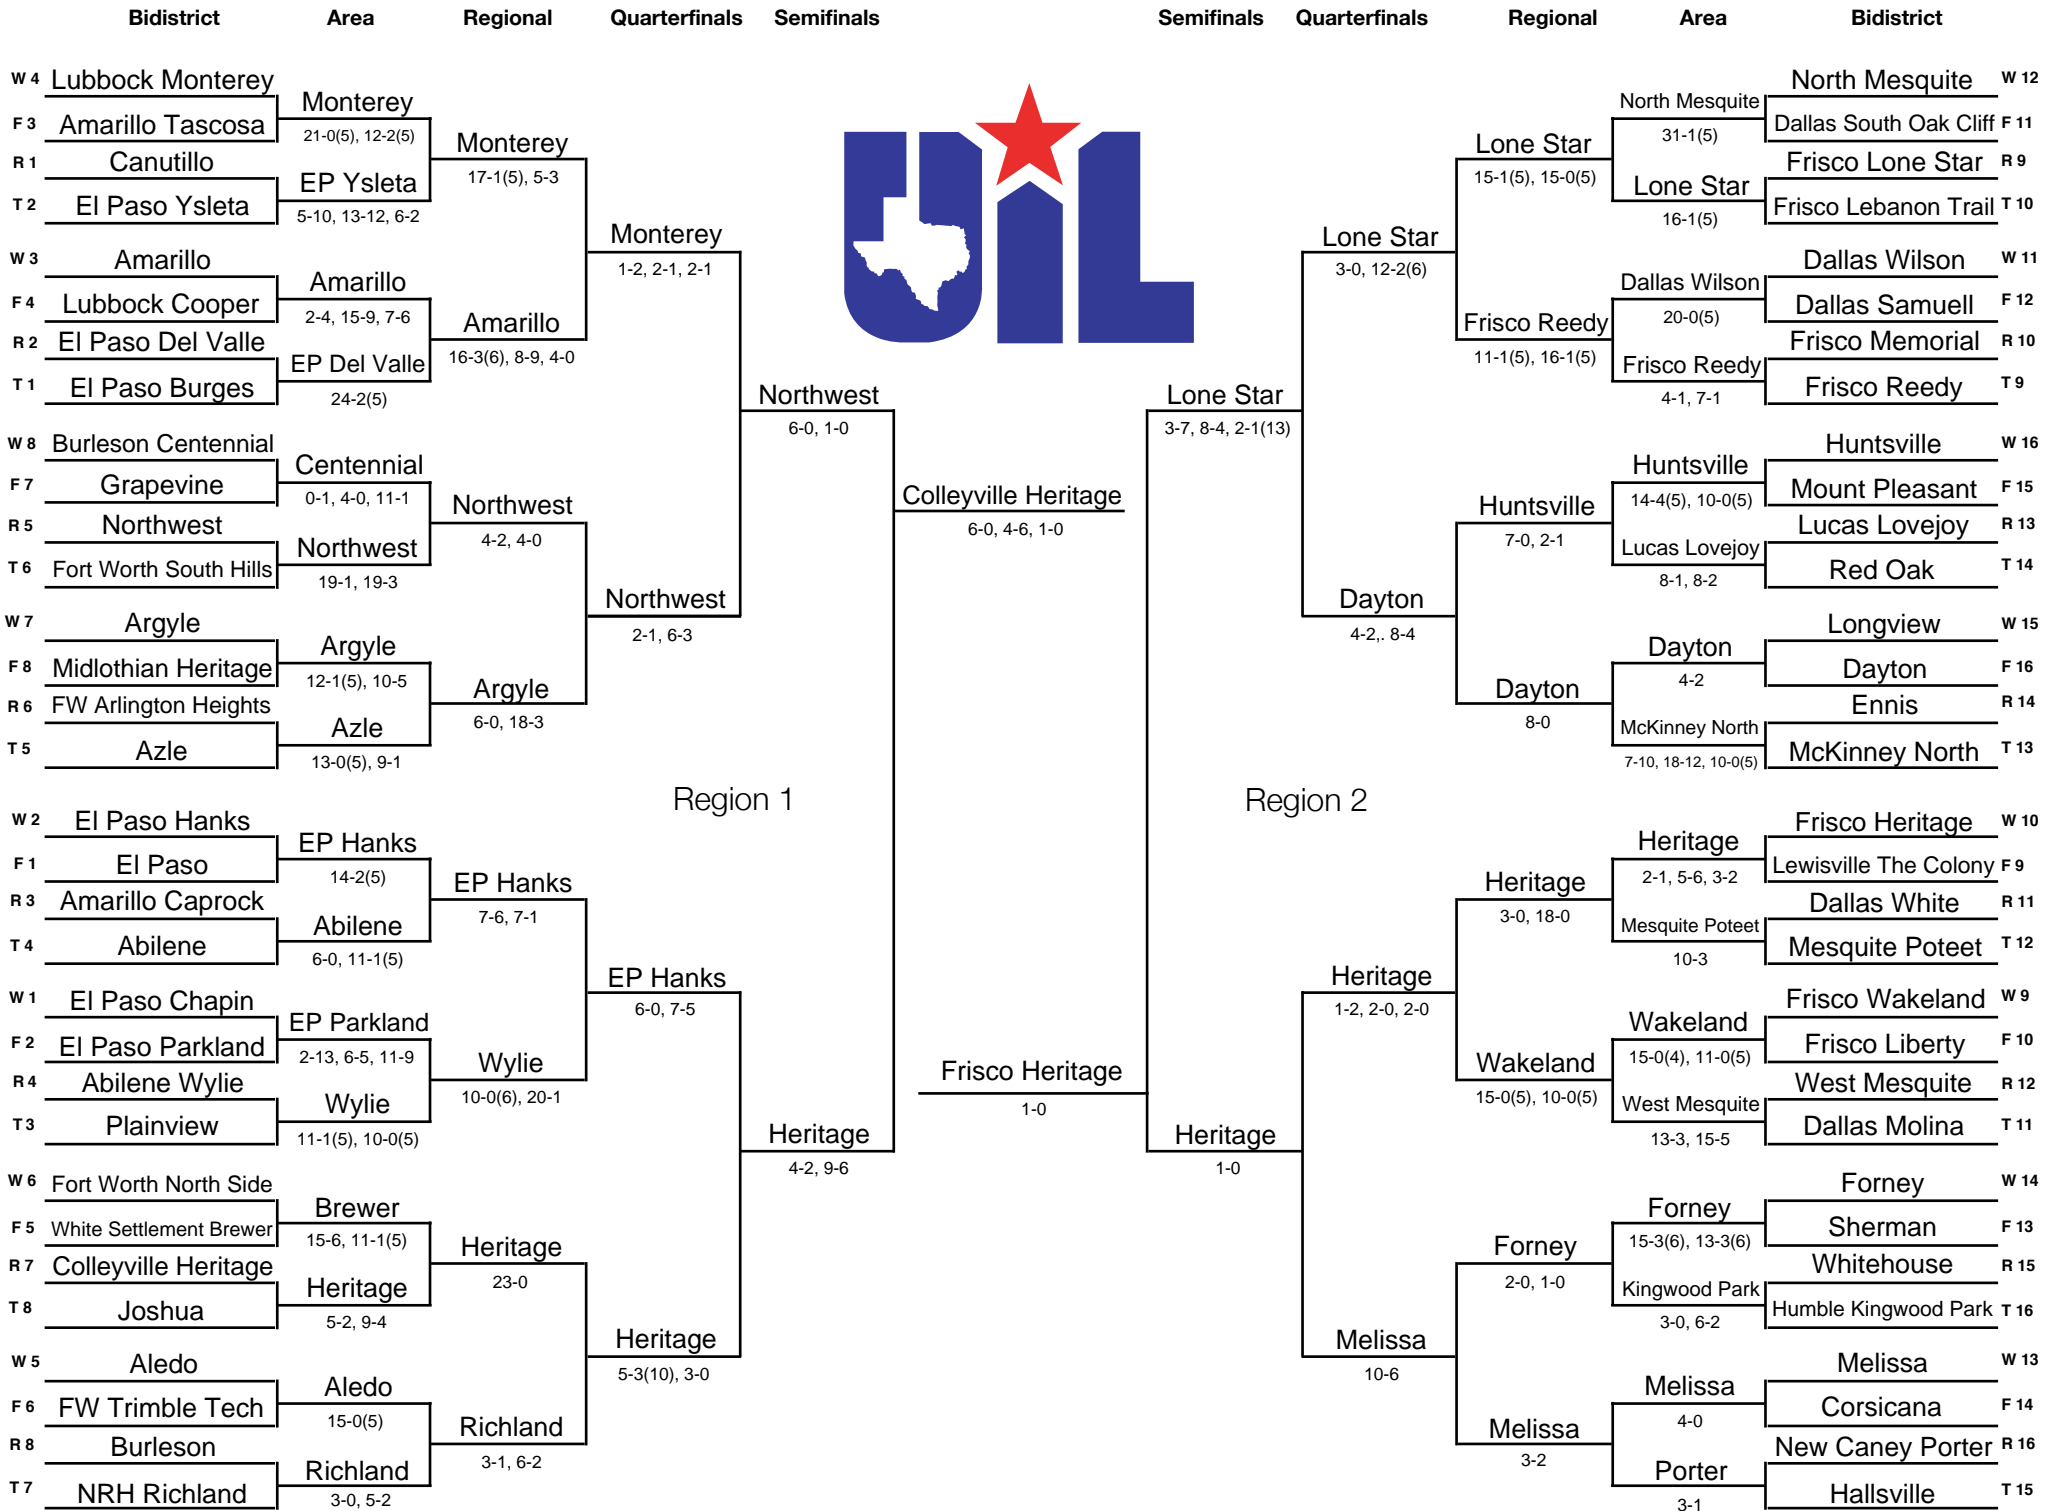 Bidistrict Area Regional Quarterfinals Semifinals Semifinals Quarterfinals Regional Area Bidistrict
W 4 Lubbock Monterey
Monterey
F 3 Amarillo Tascosa
21-0(5), 12-2(5)
Monterey
R 1 Canutillo
17-1(5), 5-3
EP Ysleta
T 2 El Paso Ysleta
5-10, 13-12, 6-2
Monterey
1-2, 2-1, 2-1
W 3 Amarillo
Amarillo
F 4 Lubbock Cooper
2-4, 15-9, 7-6
Amarillo
R 2 El Paso Del Valle
16-3(6), 8-9, 4-0
EP Del Valle
T 1 El Paso Burges
24-2(5)
Northwest
6-0, 1-0
W 8 Burleson Centennial
Centennial
F 7 Grapevine
0-1, 4-0, 11-1
Northwest
R 5 Northwest
4-2, 4-0
Northwest
T 6 Fort Worth South Hills
19-1, 19-3
Northwest
2-1, 6-3
W 7 Argyle
Argyle
F 8 Midlothian Heritage
12-1(5), 10-5
Argyle
R 6 FW Arlington Heights
6-0, 18-3
Azle
T 5 Azle
13-0(5), 9-1
Colleyville Heritage
6-0, 4-6, 1-0
Region 1
W 2 El Paso Hanks
EP Hanks
F 1 El Paso
14-2(5)
EP Hanks
R 3 Amarillo Caprock
7-6, 7-1
Abilene
T 4 Abilene
6-0, 11-1(5)
EP Hanks
6-0, 7-5
W 1 El Paso Chapin
EP Parkland
F 2 El Paso Parkland
2-13, 6-5, 11-9
Wylie
R 4 Abilene Wylie
10-0(6), 20-1
Wylie
T 3 Plainview
11-1(5), 10-0(5)
Heritage
4-2, 9-6
W 6 Fort Worth North Side
Brewer
F 5 White Settlement Brewer
15-6, 11-1(5)
Heritage
R 7 Colleyville Heritage
23-0
Heritage
T 8 Joshua
5-2, 9-4
Heritage
5-3(10), 3-0
W 5 Aledo
Aledo
F 6 FW Trimble Tech
15-0(5)
Richland
R 8 Burleson
3-1, 6-2
Richland
T 7 NRH Richland
3-0, 5-2
UIL
North Mesquite W 12
North Mesquite
Dallas South Oak Cliff F 11
31-1(5)
Lone Star
Frisco Lone Star R 9
15-1(5), 15-0(5)
Lone Star
Frisco Lebanon Trail T 10
16-1(5)
Lone Star
3-0, 12-2(6)
Dallas Wilson W 11
Dallas Wilson
Dallas Samuell F 12
20-0(5)
Frisco Reedy
Frisco Memorial R 10
11-1(5), 16-1(5)
Frisco Reedy
Frisco Reedy T 9
4-1, 7-1
Lone Star
3-7, 8-4, 2-1(13)
Huntsville W 16
Huntsville
Mount Pleasant F 15
14-4(5), 10-0(5)
Huntsville
Lucas Lovejoy R 13
7-0, 2-1
Lucas Lovejoy
Red Oak T 14
8-1, 8-2
Dayton
4-2,. 8-4
Longview W 15
Dayton
Dayton F 16
4-2
Dayton
Ennis R 14
8-0
McKinney North
McKinney North T 13
7-10, 18-12, 10-0(5)
Region 2
Frisco Heritage
1-0
Frisco Heritage W 10
Heritage
Lewisville The Colony F 9
2-1, 5-6, 3-2
Heritage
Dallas White R 11
3-0, 18-0
Mesquite Poteet
Mesquite Poteet T 12
10-3
Heritage
1-2, 2-0, 2-0
Frisco Wakeland W 9
Wakeland
Frisco Liberty F 10
15-0(4), 11-0(5)
Wakeland
West Mesquite R 12
15-0(5), 10-0(5)
West Mesquite
Dallas Molina T 11
13-3, 15-5
Heritage
1-0
Forney W 14
Forney
Sherman F 13
15-3(6), 13-3(6)
Forney
Whitehouse R 15
2-0, 1-0
Kingwood Park
Humble Kingwood Park T 16
3-0, 6-2
Melissa
10-6
Melissa W 13
Melissa
Corsicana F 14
4-0
Melissa
New Caney Porter R 16
3-2
Porter
Hallsville T 15
3-1